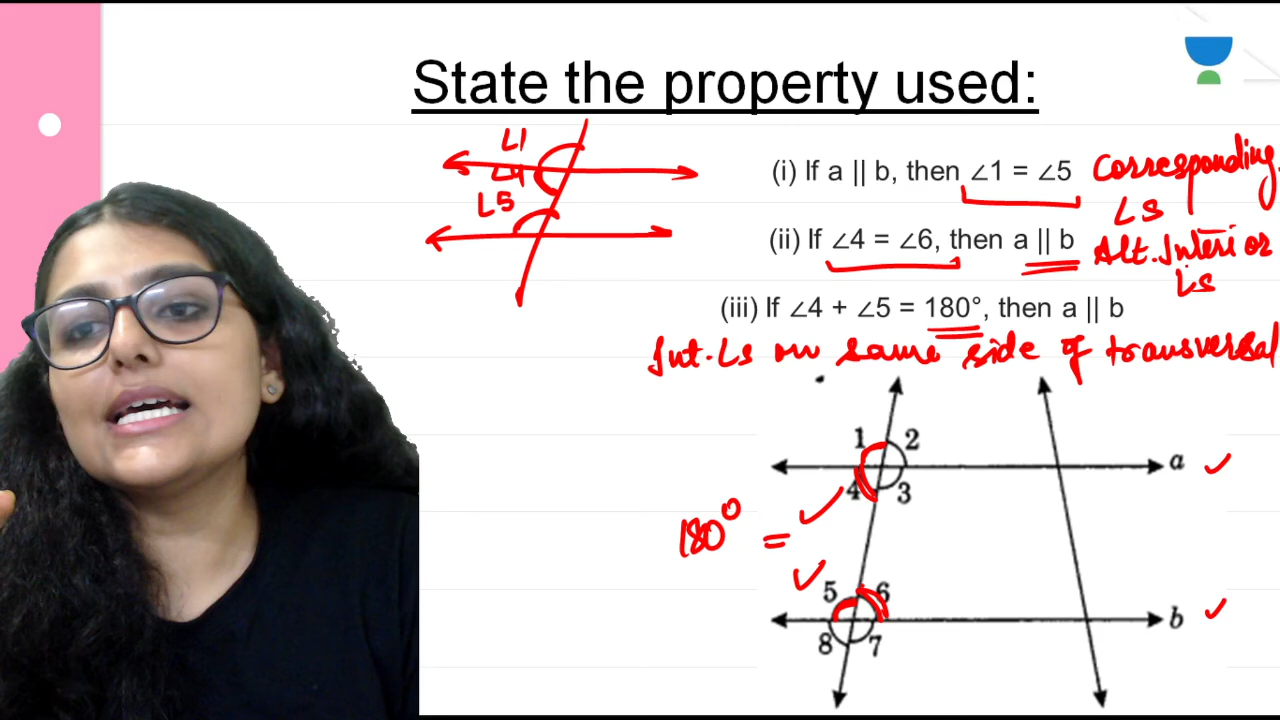 State the property used:
∠1
∠4
∠5
(i) If a || b, then ∠1 = ∠5 Corresponding
∠S
(ii) If ∠4 = ∠6, then a || b Alt. Interior
∠S
(iii) If ∠4 + ∠5 = 180°, then a || b
Int. ∠s on same side of transversal
1 2
a
4 3
180° =
5 6
b
8 7